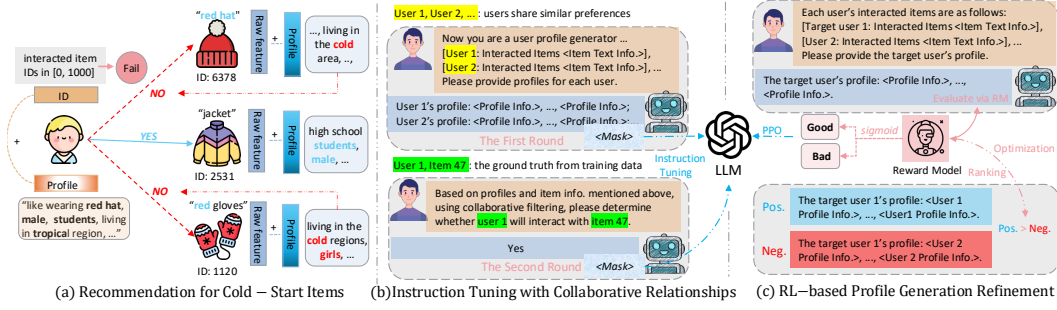 interacted item
IDs in [0, 1000]
Fail
ID
+
Profile
"like wearing red hat,
male, students, living
in tropical region, ..."
NO
YES
NO
"red hat"
ID: 6378
Raw feature
+
Profile
..., living in
the cold
area, ..,
"jacket"
ID: 2531
Raw feature
+
Profile
high school
students,
male, ...
"red gloves"
ID: 1120
Raw feature
+
Profile
living in the
cold regions,
girls, ...
(a) Recommendation for Cold − Start Items
User 1, User 2, ... : users share similar preferences
Now you are a user profile generator ...
[User 1: Interacted Items <Item Text Info.>],
[User 2: Interacted Items <Item Text Info.>], ...
Please provide profiles for each user.
User 1's profile: <Profile Info.>, ..., <Profile Info.>;
User 2's profile: <Profile Info.>, ..., <Profile Info.>.
The First Round
<Mask>
User 1, Item 47 : the ground truth from training data
Based on profiles and item info. mentioned above,
using collaborative filtering, please determine
whether user 1 will interact with item 47.
Yes
The Second Round
<Mask>
Instruction
Tuning
LLM
(b)Instruction Tuning with Collaborative Relationships
Each user's interacted items are as follows:
[Target user 1: Interacted Items <Item Text Info.>],
[User 2: Interacted Items <Item Text Info.>], ...
Please provide the target user's profile.
The target user's profile: <Profile Info.>, ...,
<Profile Info.>.
Evaluate via RM
PPO
Good
Bad
sigmoid
Reward Model
Optimization
Ranking
Pos.
The target user 1's profile: <User 1
Profile Info.>, ..., <User1 Profile Info.>.
Neg.
The target user 1's profile: <User 2
Profile Info.>, ..., <User 2 Profile Info.>.
Pos. > Neg.
(c) RL−based Profile Generation Refinement